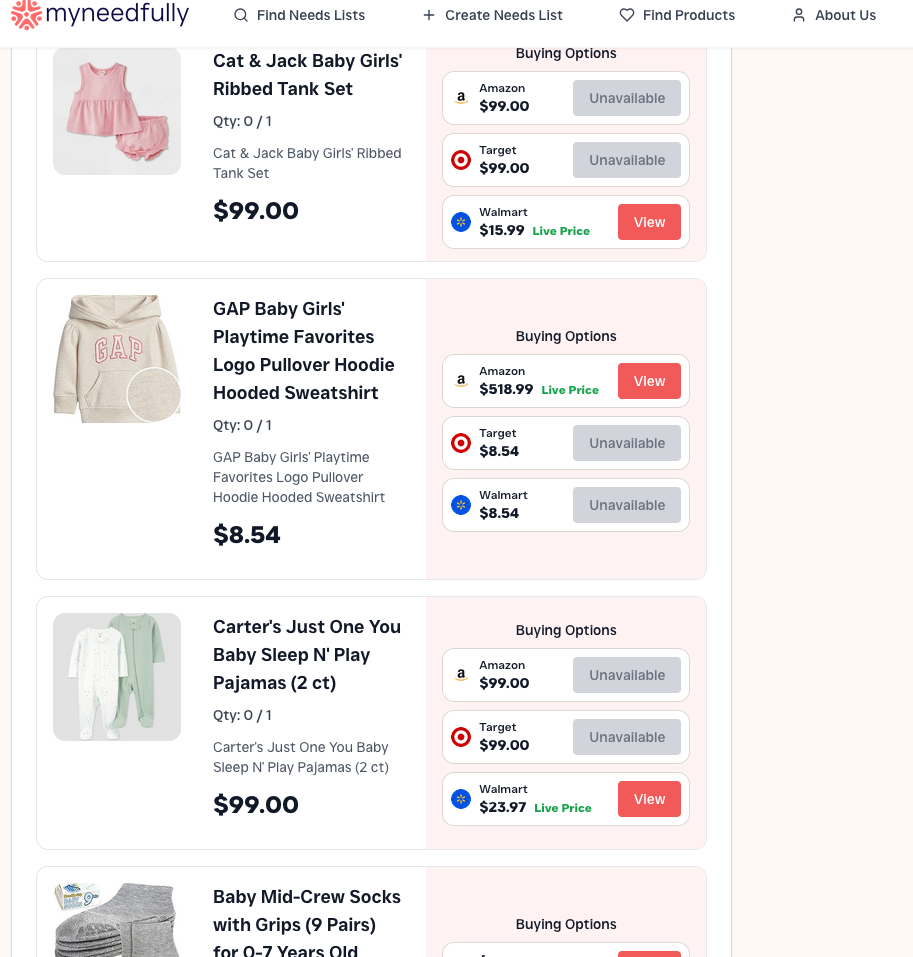 myneedfully
Find Needs Lists
Create Needs List
Find Products
About Us
Cat & Jack Baby Girls'
Ribbed Tank Set
Qty: 0 / 1
Cat & Jack Baby Girls' Ribbed
Tank Set
$99.00
Buying Options
Amazon
$99.00
Unavailable
Target
$99.00
Unavailable
Walmart
$15.99 Live Price
View
GAP
GAP Baby Girls'
Playtime Favorites
Logo Pullover Hoodie
Hooded Sweatshirt
Qty: 0 / 1
GAP Baby Girls' Playtime
Favorites Logo Pullover
Hoodie Hooded Sweatshirt
$8.54
Buying Options
Amazon
$518.99 Live Price
View
Target
$8.54
Unavailable
Walmart
$8.54
Unavailable
Carter's Just One You
Baby Sleep N' Play
Pajamas (2 ct)
Qty: 0 / 1
Carter's Just One You Baby
Sleep N' Play Pajamas (2 ct)
$99.00
Buying Options
Amazon
$99.00
Unavailable
Target
$99.00
Unavailable
Walmart
$23.97 Live Price
View
Baby Mid-Crew Socks
with Grips (9 Pairs)
for 0-7 Years Old
Buying Options